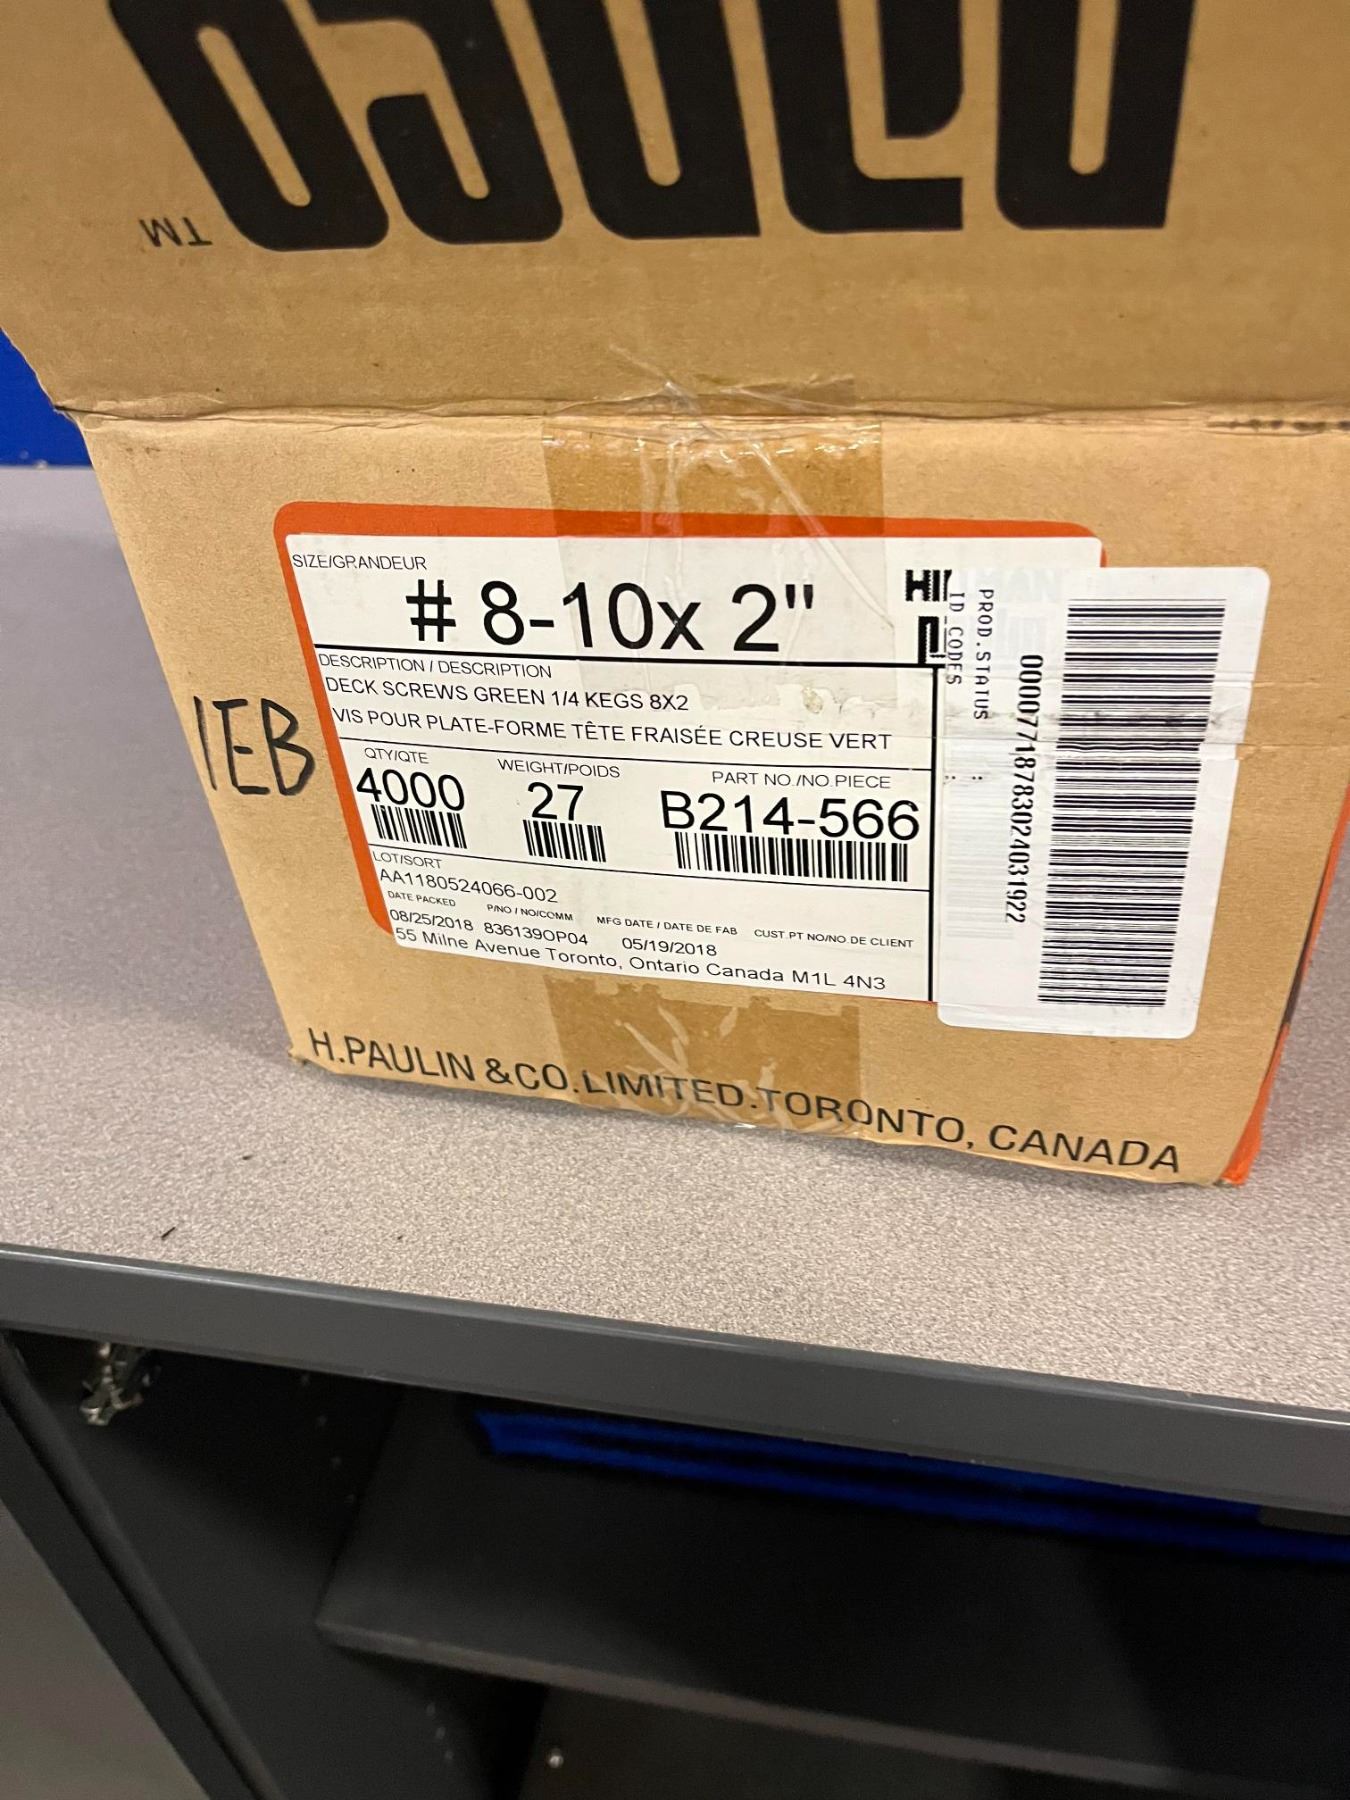 TM
SIZE/GRANDEUR
# 8-10x 2"
DESCRIPTION / DESCRIPTION
DECK SCREWS GREEN 1/4 KEGS 8X2
VIS POUR PLATE-FORME TÊTE FRAISÉE CREUSE VERT
QTY/QTE WEIGHT/POIDS PART NO./NO.PIECE
4000 27 B214-566
LOT/SORT
AA1180524066-002
DATE PACKED P/NO / NO/COMM MFG DATE / DATE DE FAB CUST.PT NO/NO.DE CLIENT
08/25/2018 836139OP04 05/19/2018
55 Milne Avenue Toronto, Ontario Canada M1L 4N3
PROD.STATUS :
ID CODES :
00007718783024031922
IEB
H.PAULIN &CO.LIMITED.TORONTO, CANADA